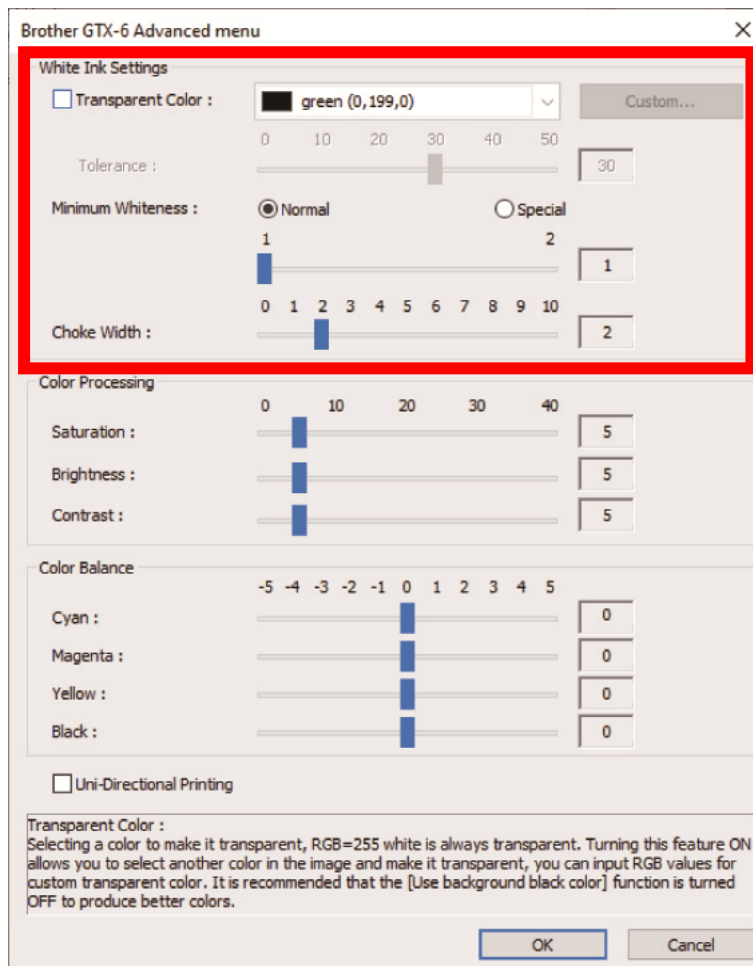 Brother GTX-6 Advanced menu
White Ink Settings
Transparent Color : green (0,199,0) Custom...
0 10 20 30 40 50
Tolerance : 30
Minimum Whiteness : Normal Special
1 2
1
0 1 2 3 4 5 6 7 8 9 10
Choke Width : 2
Color Processing
0 10 20 30 40
Saturation : 5
Brightness : 5
Contrast : 5
Color Balance
-5 -4 -3 -2 -1 0 1 2 3 4 5
Cyan : 0
Magenta : 0
Yellow : 0
Black : 0
Uni-Directional Printing
Transparent Color :
Selecting a color to make it transparent, RGB=255 white is always transparent. Turning this feature ON
allows you to select another color in the image and make it transparent, you can input RGB values for
custom transparent color. It is recommended that the [Use background black color] function is turned
OFF to produce better colors.
OK Cancel